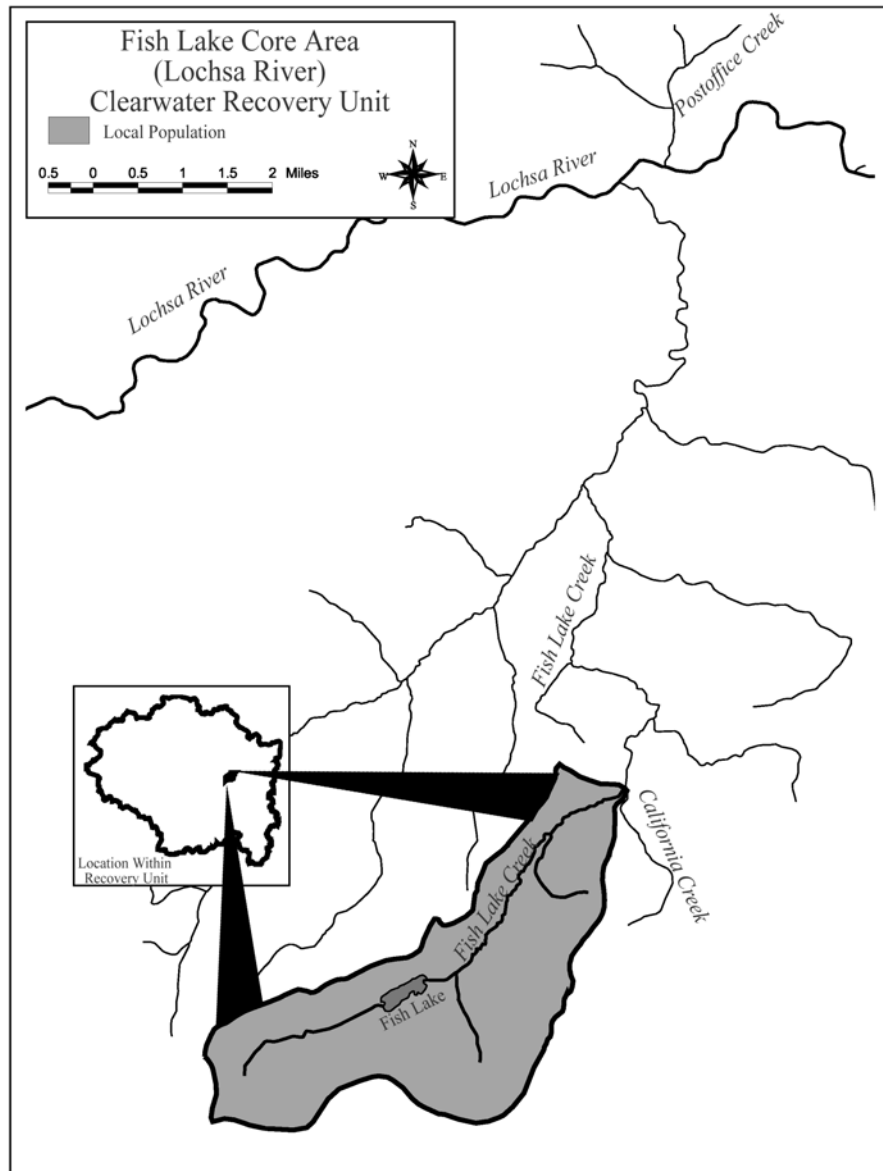 Fish Lake Core Area
(Lochsa River)
Clearwater Recovery Unit
Local Population
0.5 0 0.5 1 1.5 2 Miles
N
W E
S
Postoffice Creek
Lochsa River
Lochsa River
Fish Lake Creek
California Creek
Location Within
Recovery Unit
Fish Lake Creek
Fish Lake